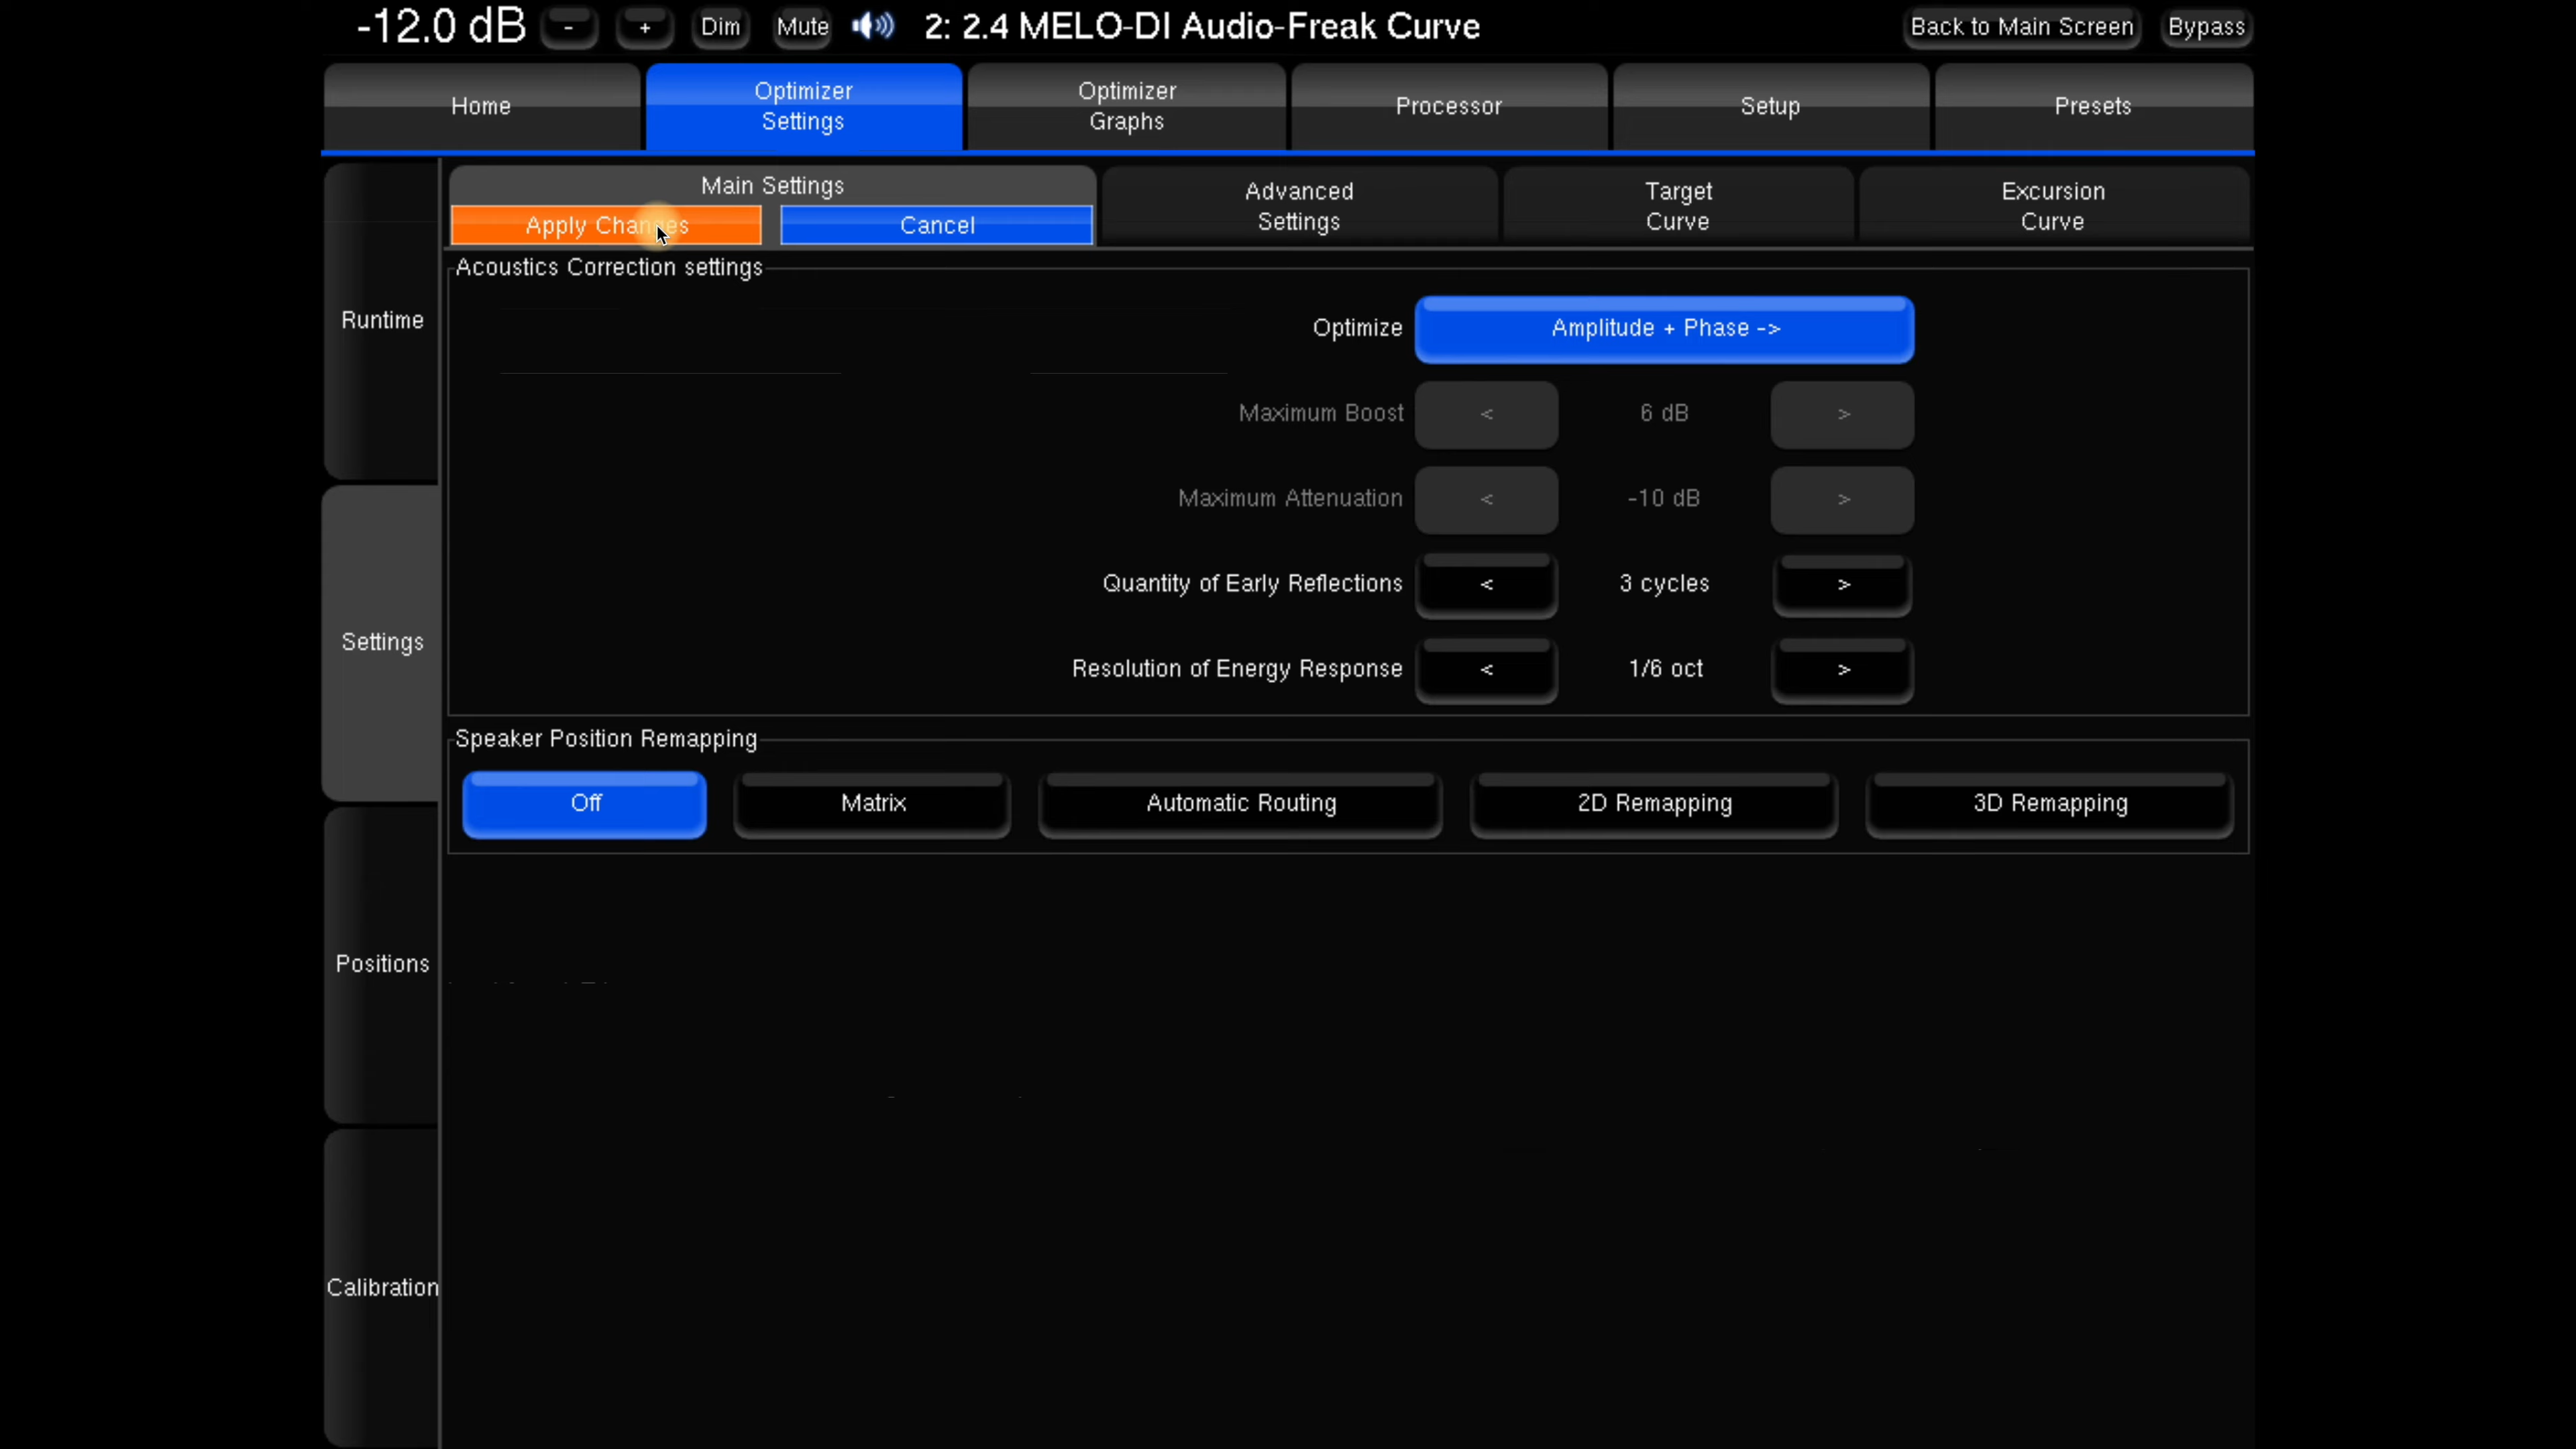 -12.0 dB - + Dim Mute 2: 2.4 MELO-DI Audio-Freak Curve Back to Main Screen Bypass
Home
Optimizer
Settings
Optimizer
Graphs
Processor
Setup
Presets
Main Settings
Apply Changes Cancel
Advanced
Settings
Target
Curve
Excursion
Curve
Runtime
Settings
Positions
Calibration
Acoustics Correction settings
Optimize Amplitude + Phase ->
Maximum Boost < 6 dB >
Maximum Attenuation < -10 dB >
Quantity of Early Reflections < 3 cycles >
Resolution of Energy Response < 1/6 oct >
Speaker Position Remapping
Off Matrix Automatic Routing 2D Remapping 3D Remapping